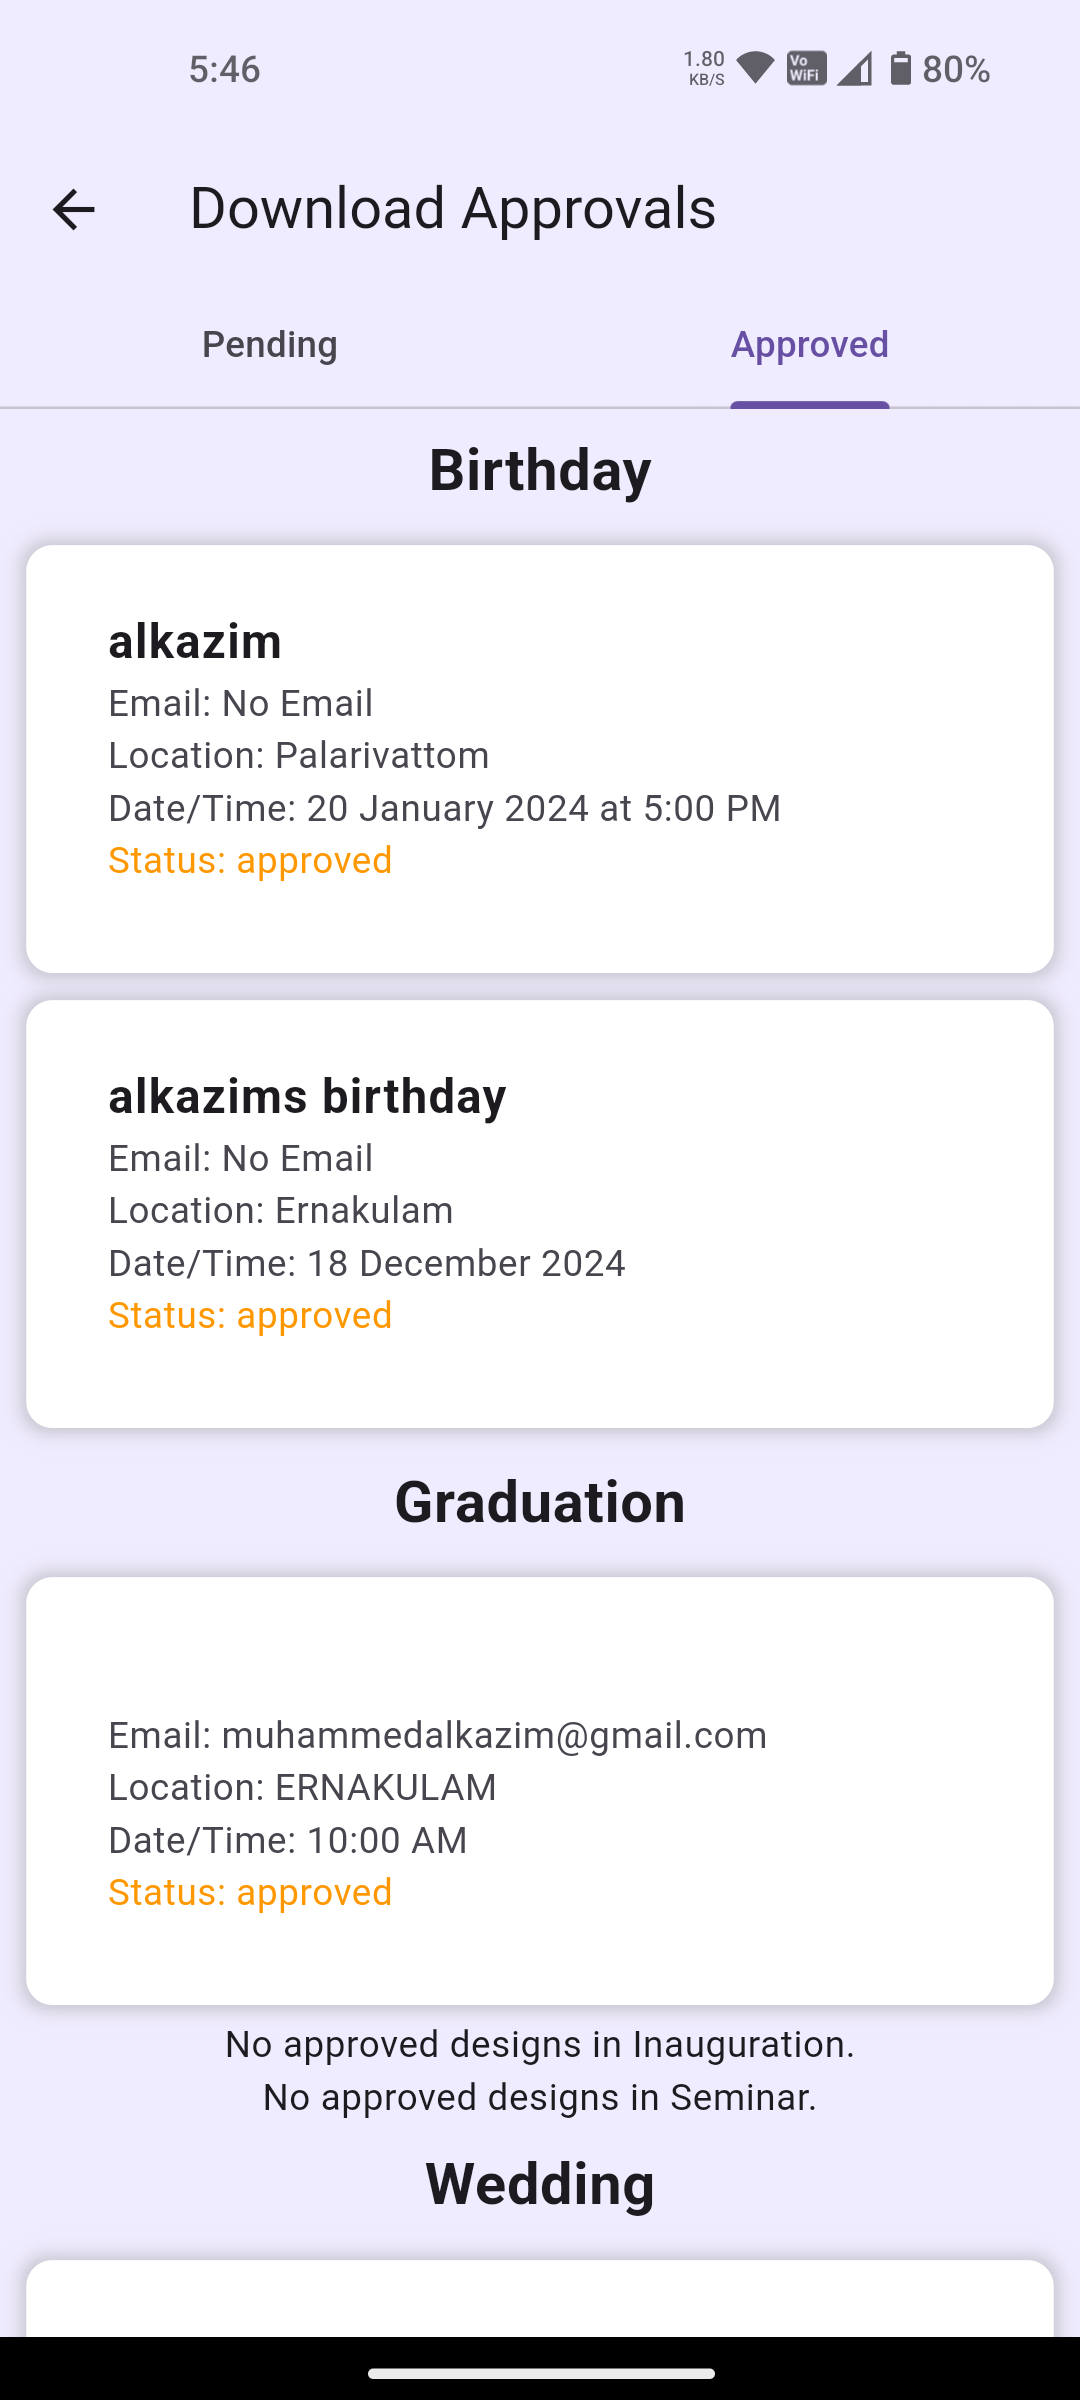 5:46
1.80
KB/S
Vo
WiFi
80%
Download Approvals
Pending
Approved
Birthday
alkazim
Email: No Email
Location: Palarivattom
Date/Time: 20 January 2024 at 5:00 PM
Status: approved
alkazims birthday
Email: No Email
Location: Ernakulam
Date/Time: 18 December 2024
Status: approved
Graduation
Email: muhammedalkazim@gmail.com
Location: ERNAKULAM
Date/Time: 10:00 AM
Status: approved
No approved designs in Inauguration.
No approved designs in Seminar.
Wedding